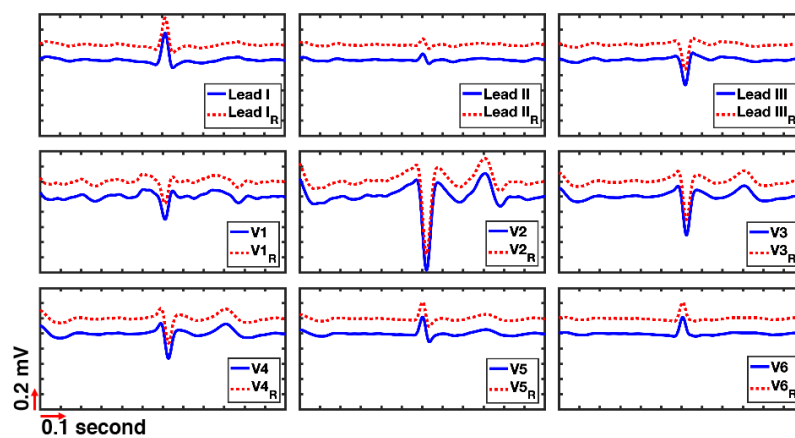 Lead I
Lead I_R
Lead II
Lead II_R
Lead III
Lead III_R
V1
V1_R
V2
V2_R
V3
V3_R
V4
V4_R
V5
V5_R
V6
V6_R
0.2 mV
0.1 second